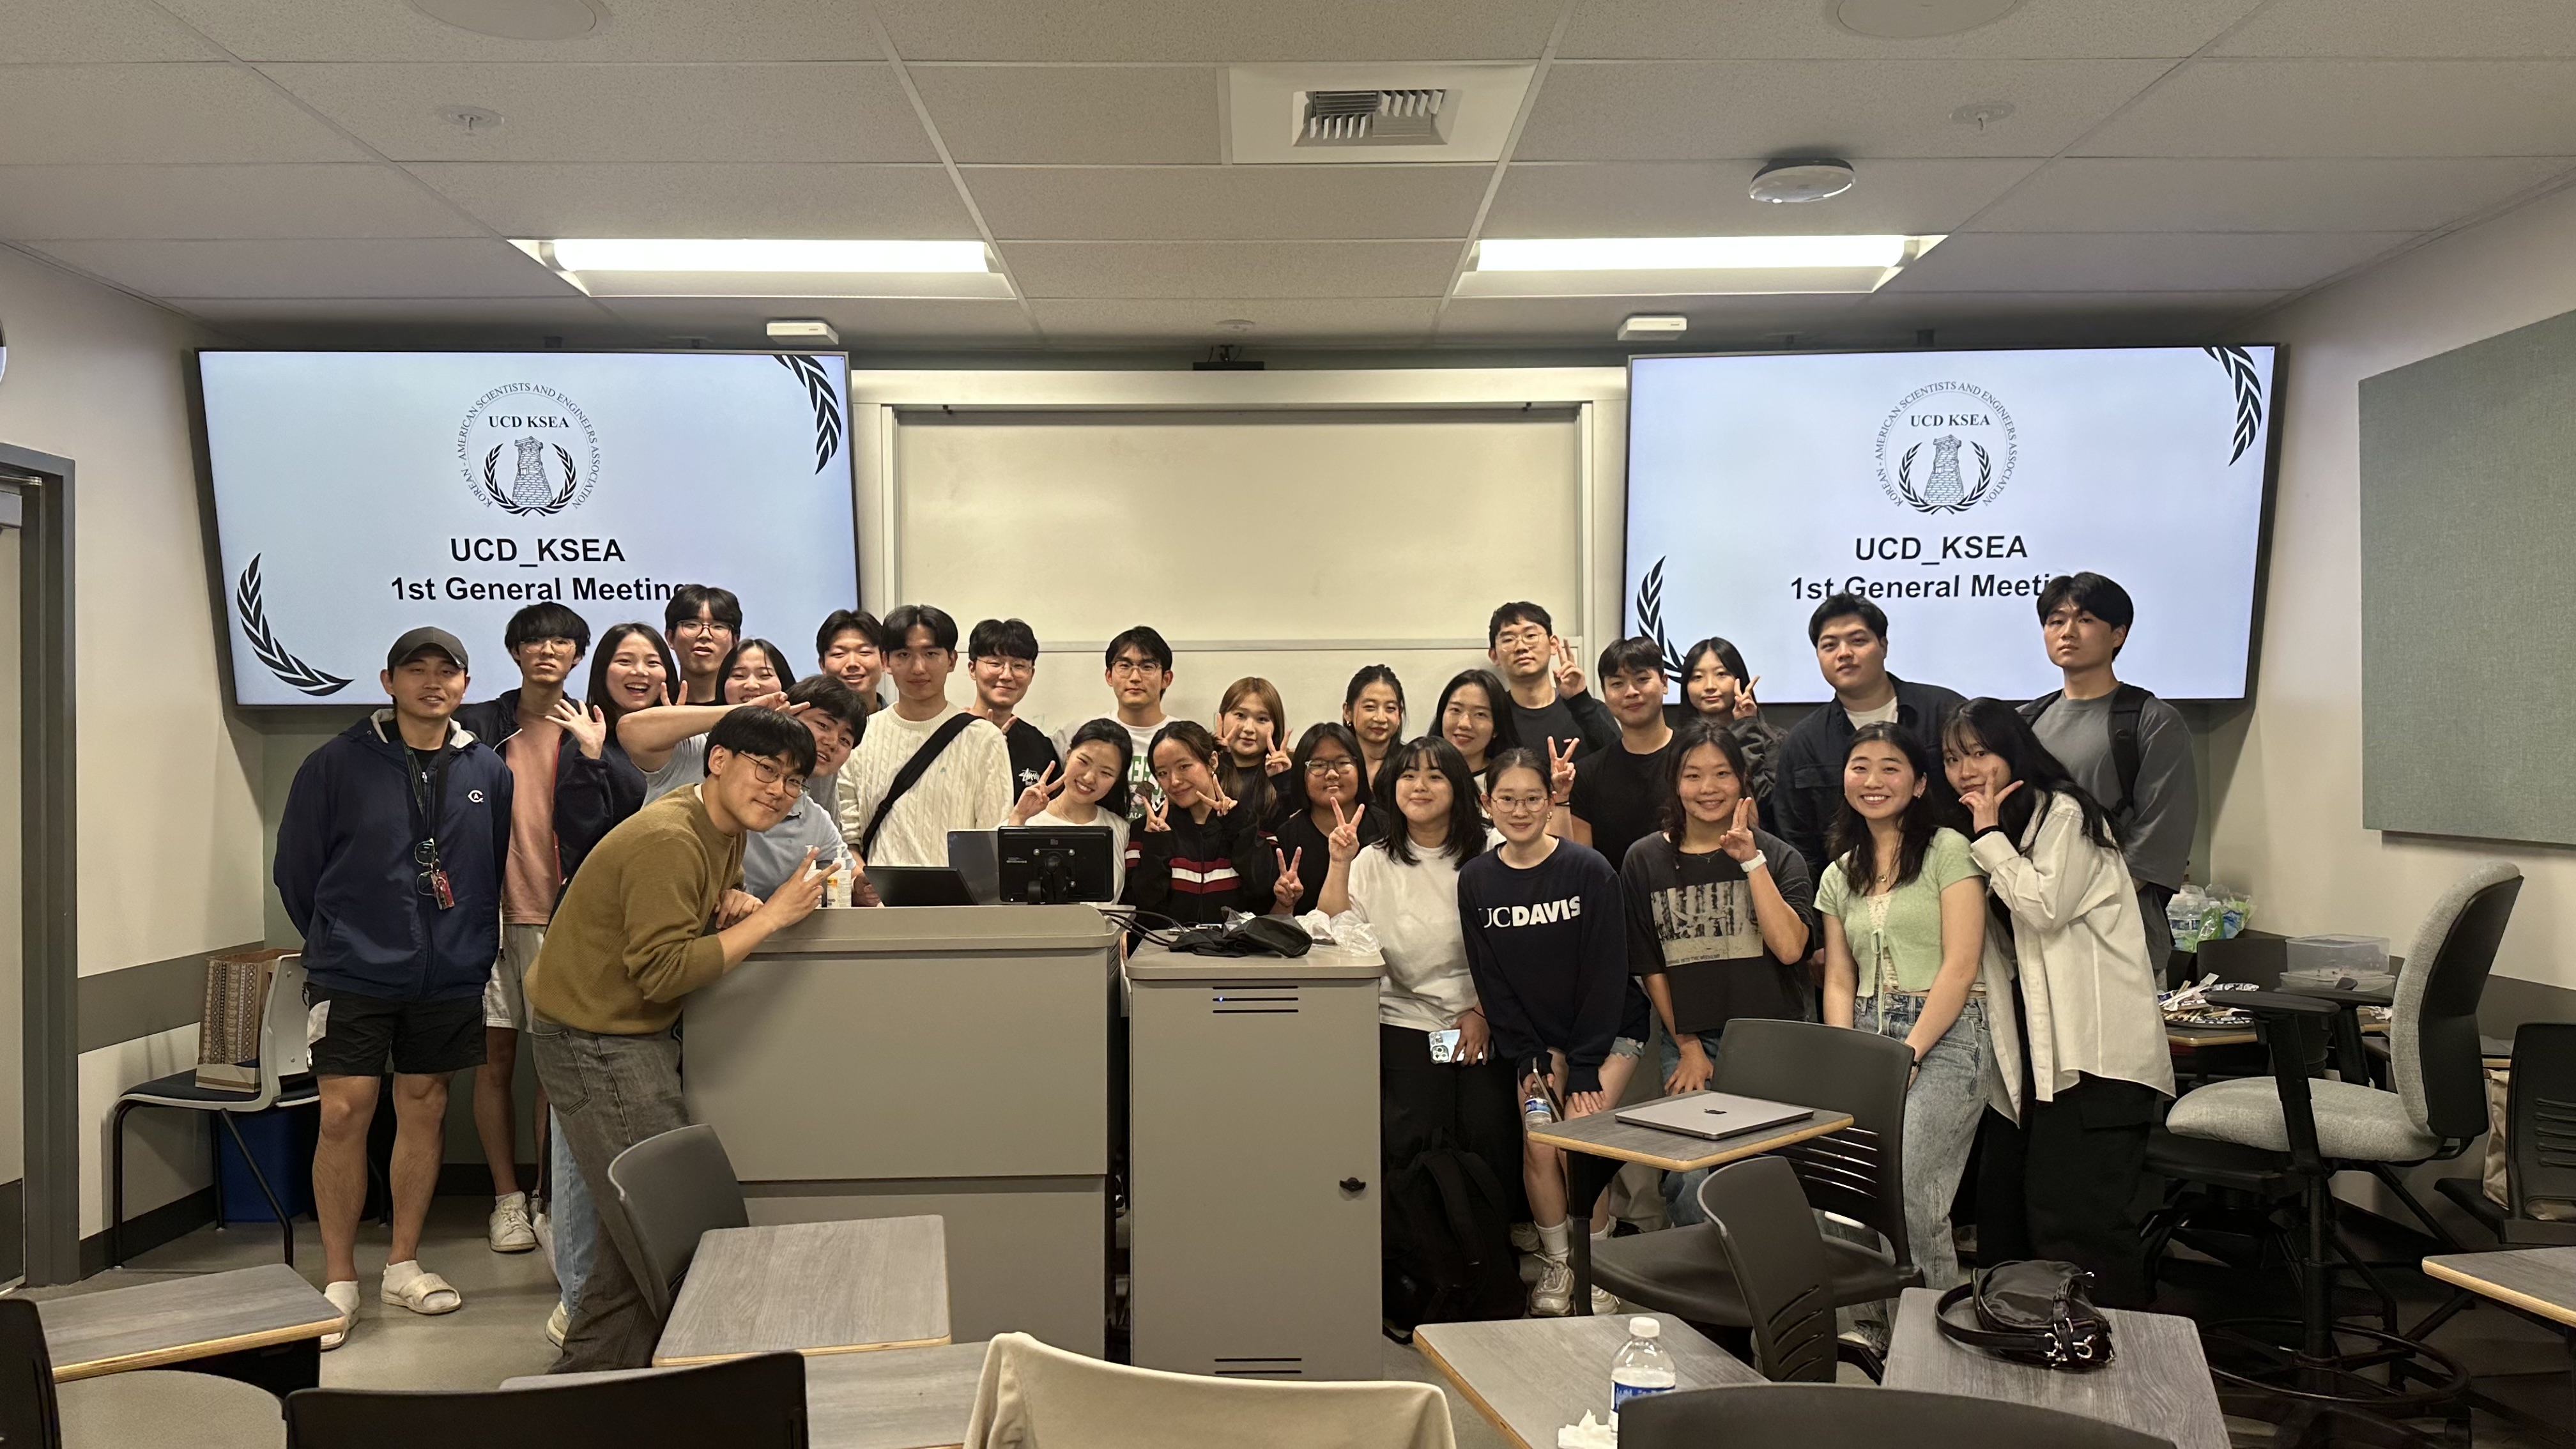 KOREAN - AMERICAN SCIENTISTS AND ENGINEERS ASSOCIATION
UCD KSEA
UCD_KSEA
1st General Meeting
KOREAN - AMERICAN SCIENTISTS AND ENGINEERS ASSOCIATION
UCD KSEA
UCD_KSEA
1st General Meeti
UCDAVIS